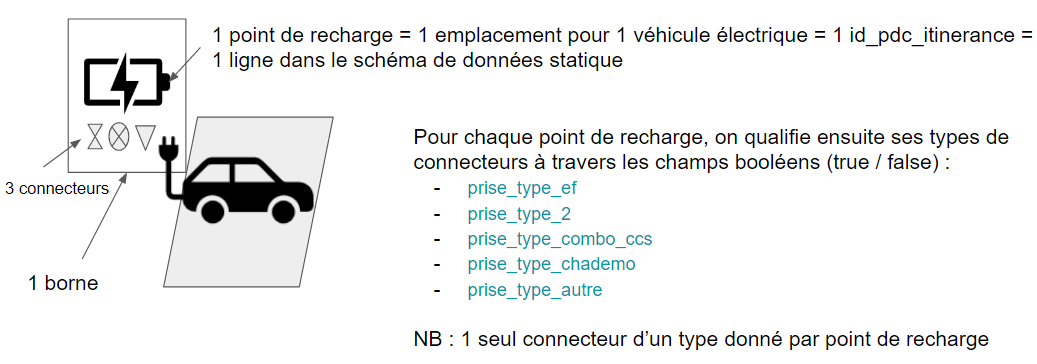 1 point de recharge = 1 emplacement pour 1 véhicule électrique = 1 id_pdc_itinerance =
1 ligne dans le schéma de données statique
3 connecteurs
1 borne
Pour chaque point de recharge, on qualifie ensuite ses types de
connecteurs à travers les champs booléens (true / false) :
- prise_type_ef
- prise_type_2
- prise_type_combo_ccs
- prise_type_chademo
- prise_type_autre
NB : 1 seul connecteur d’un type donné par point de recharge